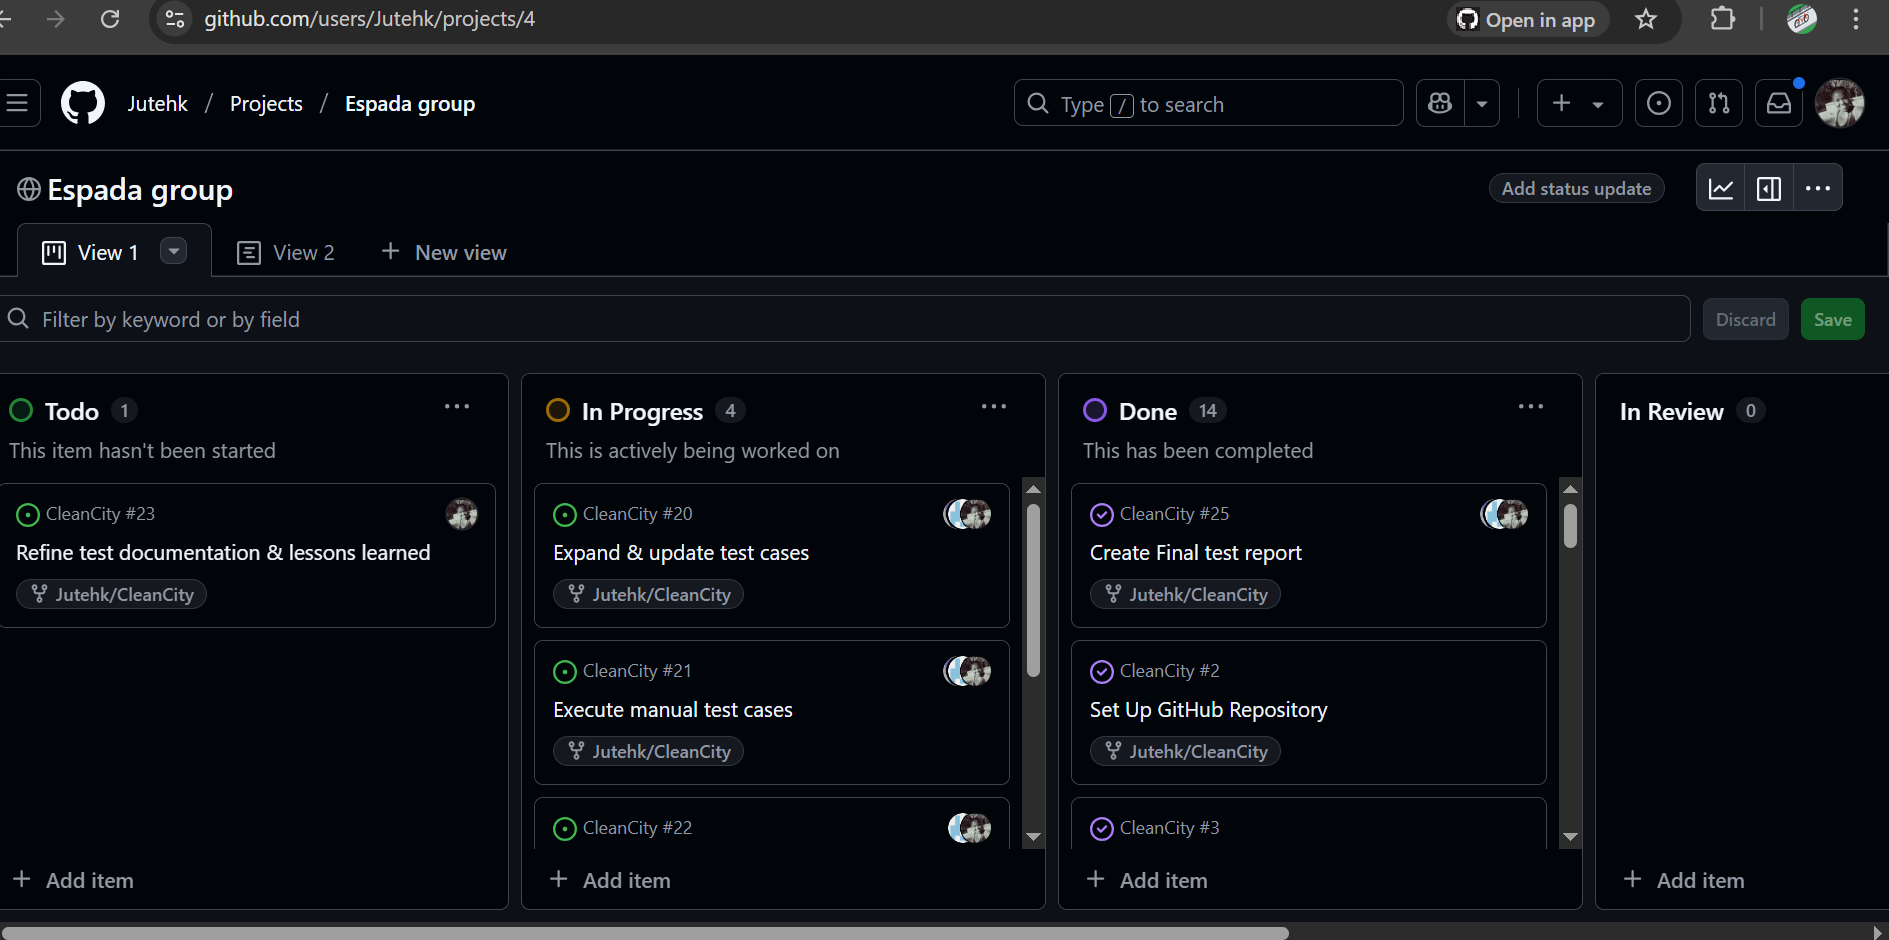 github.com/users/Jutehk/projects/4
Open in app
Jutehk / Projects / Espada group
Type / to search
Espada group
Add status update
View 1
View 2
New view
Filter by keyword or by field
Discard
Save
Todo 1
This item hasn't been started
CleanCity #23
Refine test documentation & lessons learned
Jutehk/CleanCity
Add item
In Progress 4
This is actively being worked on
CleanCity #20
Expand & update test cases
Jutehk/CleanCity
CleanCity #21
Execute manual test cases
Jutehk/CleanCity
CleanCity #22
Add item
Done 14
This has been completed
CleanCity #25
Create Final test report
Jutehk/CleanCity
CleanCity #2
Set Up GitHub Repository
Jutehk/CleanCity
CleanCity #3
Add item
In Review 0
Add item